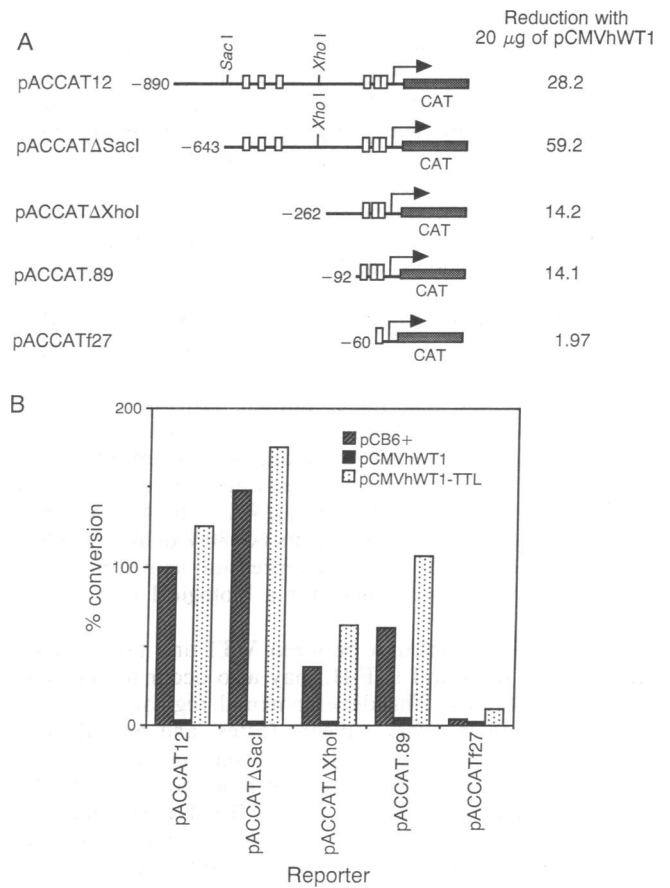 A
Reduction with
20 µg of pCMVhWT1
Sac I
Xho I
pACCAT12
−890
CAT
28.2
Xho I
pACCATΔSacI
−643
CAT
59.2
pACCATΔXhoI
−262
CAT
14.2
pACCAT.89
−92
CAT
14.1
pACCATf27
−60
CAT
1.97
B
200
100
0
% conversion
pCB6+
pCMVhWT1
pCMVhWT1-TTL
pACCAT12
pACCATΔSacI
pACCATΔXhoI
pACCAT.89
pACCATf27
Reporter